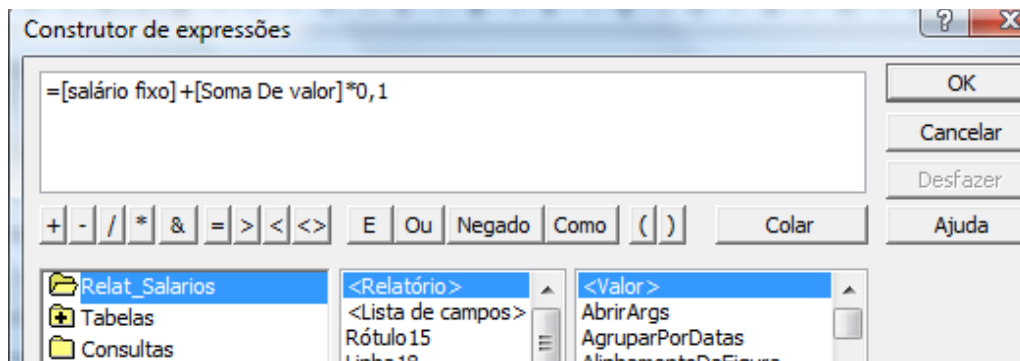 Construtor de expressões
=[salário fixo]+[Soma De valor]*0,1
OK
Cancelar
Desfazer
+ - / * & = > < <> E Ou Negado Como ( ) Colar Ajuda
Relat_Salarios <Relatório> <Valor>
Tabelas <Lista de campos> AbrirArgs
Consultas Rótulo15 AgruparPorDatas